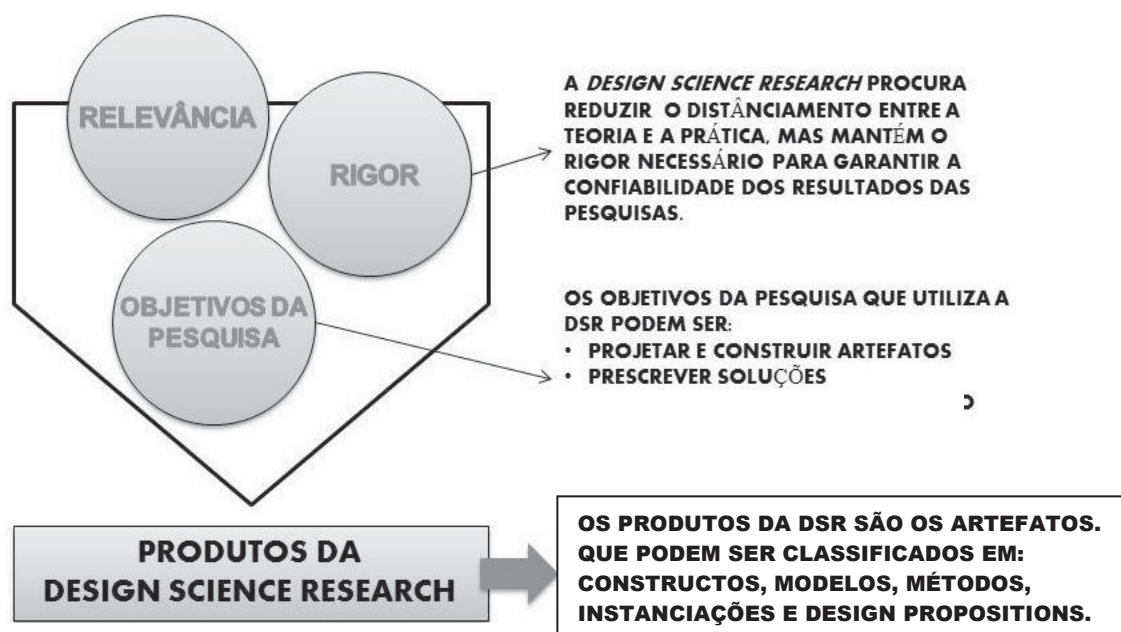 RELEVÂNCIA
RIGOR
OBJETIVOS DA
PESQUISA
A DESIGN SCIENCE RESEARCH PROCURA
REDUZIR O DISTÂNCIAMENTO ENTRE A
TEORIA E A PRÁTICA, MAS MANTÉM O
RIGOR NECESSÁRIO PARA GARANTIR A
CONFIABILIDADE DOS RESULTADOS DAS
PESQUISAS.
OS OBJETIVOS DA PESQUISA QUE UTILIZA A
DSR PODEM SER:
• PROJETAR E CONSTRUIR ARTEFATOS
• PRESCREVER SOLUÇÕES
PRODUTOS DA
DESIGN SCIENCE RESEARCH
OS PRODUTOS DA DSR SÃO OS ARTEFATOS.
QUE PODEM SER CLASSIFICADOS EM:
CONSTRUCTOS, MODELOS, MÉTODOS,
INSTANCIAÇÕES E DESIGN PROPOSITIONS.